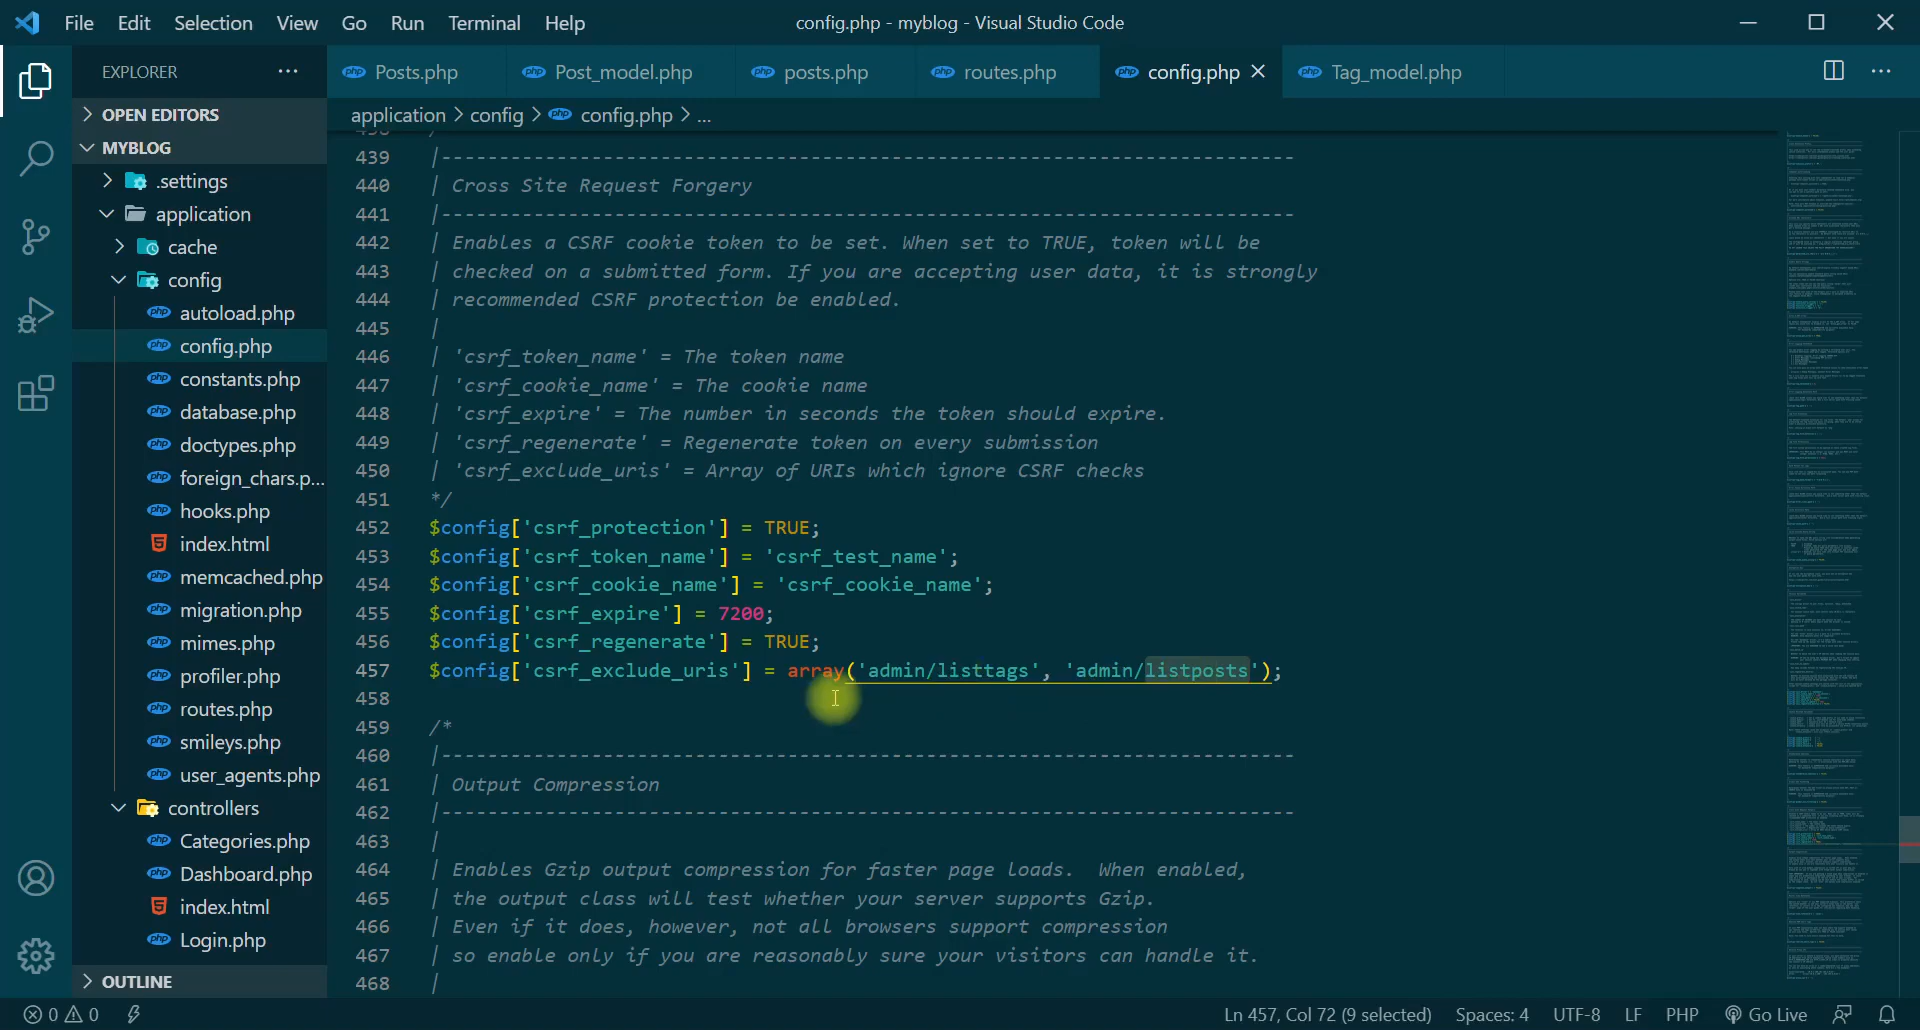 File Edit Selection View Go Run Terminal Help
config.php - myblog - Visual Studio Code
EXPLORER
Posts.php
Post_model.php
posts.php
routes.php
config.php
Tag_model.php
application > config > config.php > ...
OPEN EDITORS
MYBLOG
.settings
application
cache
config
autoload.php
config.php
constants.php
database.php
doctypes.php
foreign_chars.p...
hooks.php
index.html
memcached.php
migration.php
mimes.php
profiler.php
routes.php
smileys.php
user_agents.php
controllers
Categories.php
Dashboard.php
index.html
Login.php
OUTLINE
439 |--------------------------------------------------------------------------
440 | Cross Site Request Forgery
441 |--------------------------------------------------------------------------
442 | Enables a CSRF cookie token to be set. When set to TRUE, token will be
443 | checked on a submitted form. If you are accepting user data, it is strongly
444 | recommended CSRF protection be enabled.
445 |
446 | 'csrf_token_name' = The token name
447 | 'csrf_cookie_name' = The cookie name
448 | 'csrf_expire' = The number in seconds the token should expire.
449 | 'csrf_regenerate' = Regenerate token on every submission
450 | 'csrf_exclude_uris' = Array of URIs which ignore CSRF checks
451 */
452 $config['csrf_protection'] = TRUE;
453 $config['csrf_token_name'] = 'csrf_test_name';
454 $config['csrf_cookie_name'] = 'csrf_cookie_name';
455 $config['csrf_expire'] = 7200;
456 $config['csrf_regenerate'] = TRUE;
457 $config['csrf_exclude_uris'] = array('admin/listtags', 'admin/listposts');
458
459 /*
460 |--------------------------------------------------------------------------
461 | Output Compression
462 |--------------------------------------------------------------------------
463 |
464 | Enables Gzip output compression for faster page loads.  When enabled,
465 | the output class will test whether your server supports Gzip.
466 | Even if it does, however, not all browsers support compression
467 | so enable only if you are reasonably sure your visitors can handle it.
468 |
0 0 Ln 457, Col 72 (9 selected) Spaces: 4 UTF-8 LF PHP Go Live